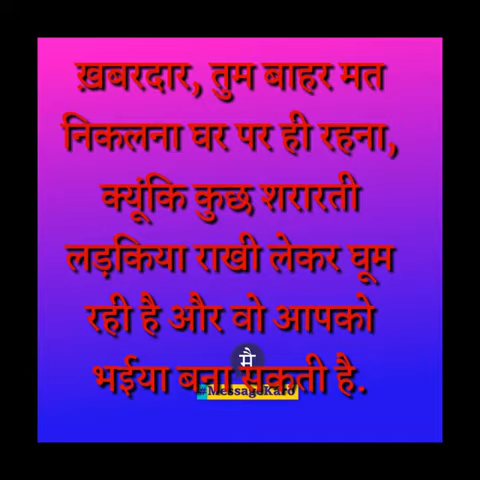 ख़बरदार, तुम बाहर मत
निकलना घर पर ही रहना,
क्यूंकि कुछ शरारती
लड़किया राखी लेकर घूम
रही है और वो आपको
मै
भईया बना सकती है.
#MessageKaro